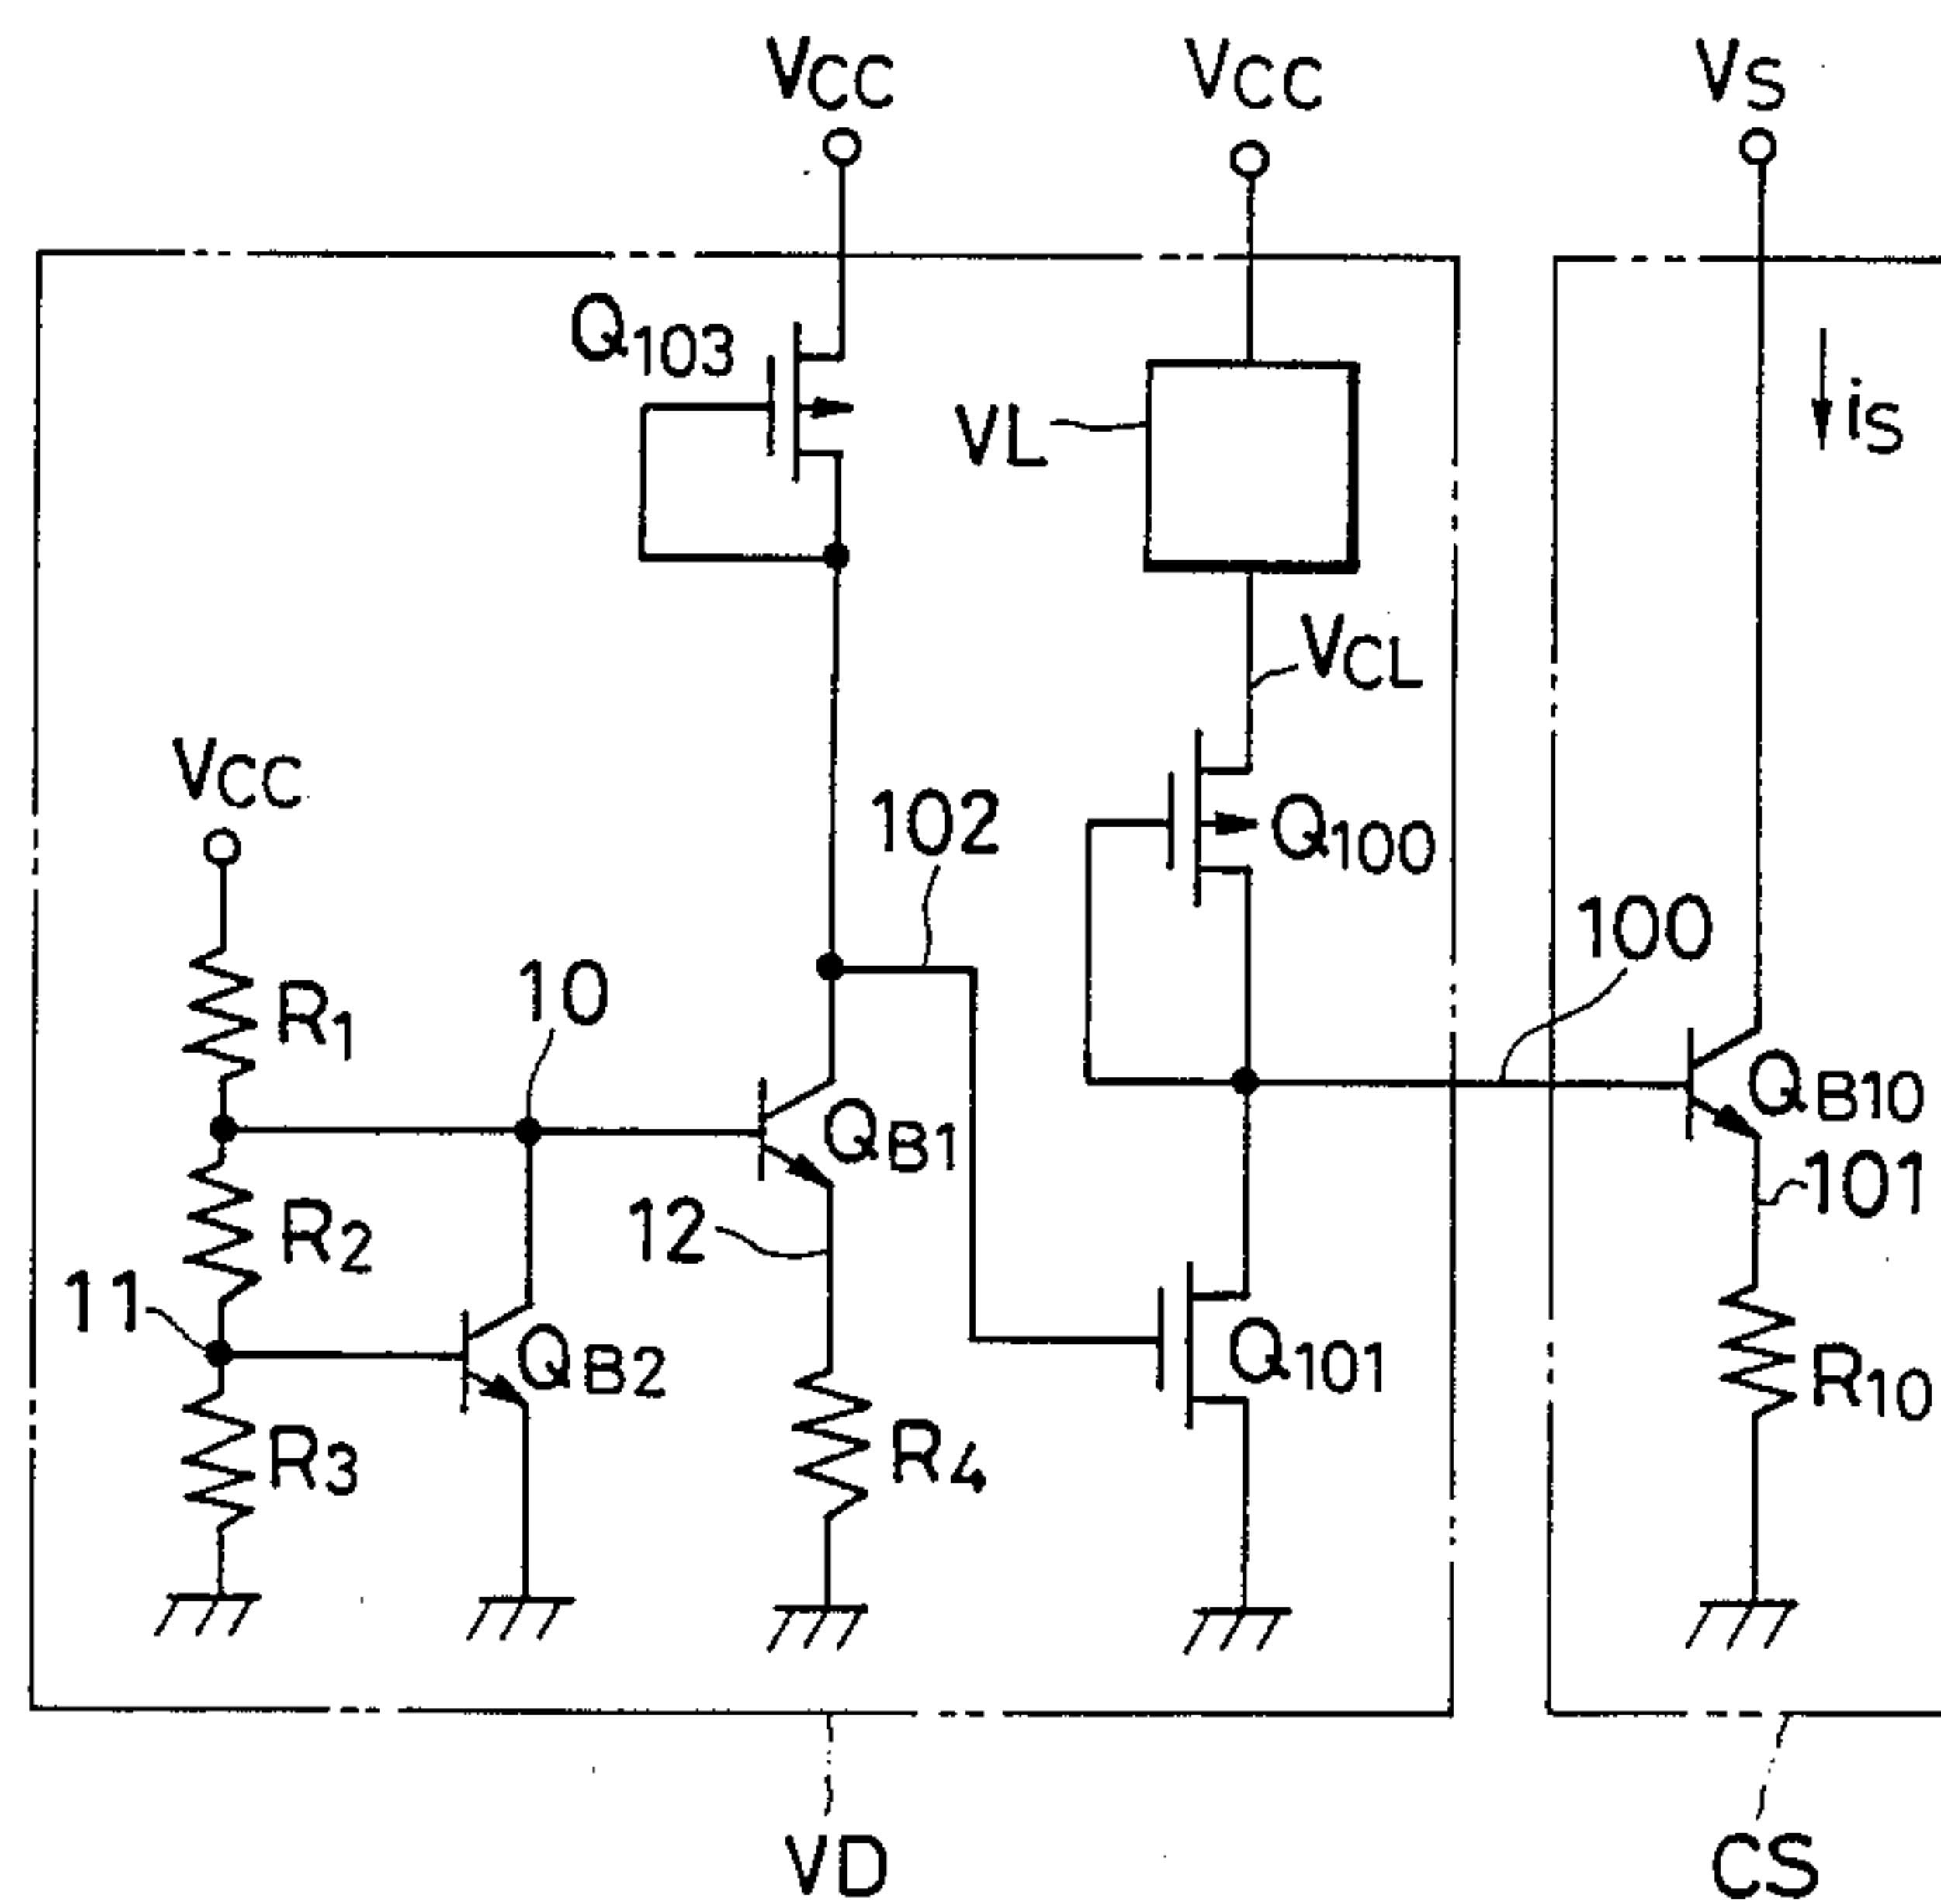 VCC VCC VS
Q103
VL
iS
VCL
VCC
102
Q100
100
R1
10
QB1
QB10
101
12
R2
11
QB2
Q101
R10
R3
R4
VD
CS